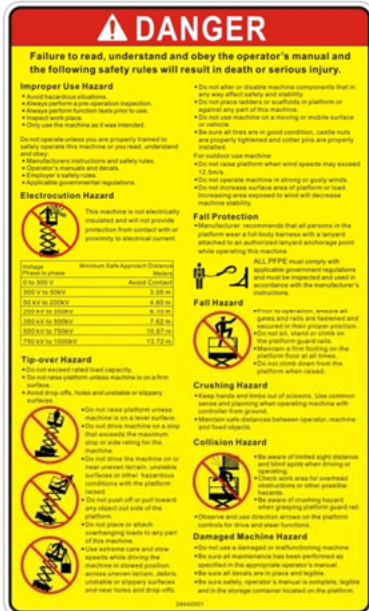 DANGER
Failure to read, understand and obey the operator's manual and
the following safety rules will result in death or serious injury.
Improper Use Hazard
•Avoid hazardous situations.
•Always perform a pre-operation inspection.
•Always perform function tests prior to use.
•Inspect work place.
•Only use the machine as it was intended.
Do not operate unless you are properly trained to
safely operate this machine or you read, understand
and obey:
•Manufacturers instructions and safety rules.
•Operator's manuals and decals.
•Employer's safety rules.
•Applicable governmental regulations.
Electrocution Hazard
This machine is not electrically
insulated and will not provide
protection from contact with or
proximity to electrical current.
Voltage Minimum Safe Approach Distance
Phase to phase Meters
0 to 300 V Avoid Contact
300 V to 50kV 3.05 m
50 kV to 200kV 4.60 m
200 kV to 350kV 6.10 m
350 kV to 500kV 7.62 m
500 kV to 750kV 10.67 m
750 kV to 1000kV 13.72 m
Tip-over Hazard
•Do not exceed rated load capacity.
•Do not raise platform unless machine is on a firm
surface.
•Avoid drop-offs, holes and unstable or slippery
surfaces.
•Do not raise platform unless
machine is on a level surface.
•Do not drive machine on a slop
that exceeds the maximum
slop or side rating for the
machine.
•Do not drive the machine on or
near uneven terrain, unstable
surfaces or other hazardous
conditions with the platform
raised
•Do not push off or pull toward
any object out side of the
platform.
•Do not place or attach
overhanging loads to any part
of this machine.
•Use extreme care and slow
speeds while driving the
machine in stowed position
across uneven terrain, debris,
unstable or slippery surfaces
and near holes and drop-offs.
•Do not alter or disable machine components that in
any way affect safety and stability.
•Do not place ladders or scaffolds in platform or
against any part of this machine.
•Do not use machine on a moving or mobile surface
or vehicle.
•Be sure all tires are in good condition, castle nuts
are properly tightened and cotter pins are properly
installed.
For outdoor use machine
•Do not raise platform when wind speeds may exceed
12.5m/s.
•Do not operate machine in strong or gusty winds.
•Do not increase surface area of platform or load.
Increasing area exposed to wind will decrease
machine stability.
Fall Protection
•Manufacturer recommends that all persons in the
platform wear a full body harness with a lanyard
attached to an authorized lanyard anchorage point
while operating this machine.
ALL PFPE must comply with
applicable government regulations
and must be inspected and used in
accordance with the manufacturer's
instructions.
Fall Hazard
•Prior to operation, ensure all
gates and rails are fastened and
secured in their proper position.
•Do not sit, stand or climb on
the platform guard rails.
•Maintain a firm footing on the
platform floor at all times.
•Do not climb down from the
platform when raised.
Crushing Hazard
•Keep hands and limbs out of scissors. Use common
sense and planning when operating machine with
controller from ground.
•Maintain safe distances between operator, machine
and fixed objects.
Collision Hazard
•Be aware of limited sight distance
and blind spots when driving or
operating.
•Check work area for overhead
obstructions or other possible
hazards.
•Be aware of crushing hazard
when grasping platform guard rail.
•Observe and use direction arrows on the platform
controls for drive and steer functions.
Damaged Machine Hazard
•Do not use a damaged or malfunctioning machine.
•Be sure all maintenance has been performed as
specified in the appropriate operator's manual.
•Be sure all decals are in place and legible.
•Be sure safety, operator's manual is complete, legible
and in the storage container located on the platform.